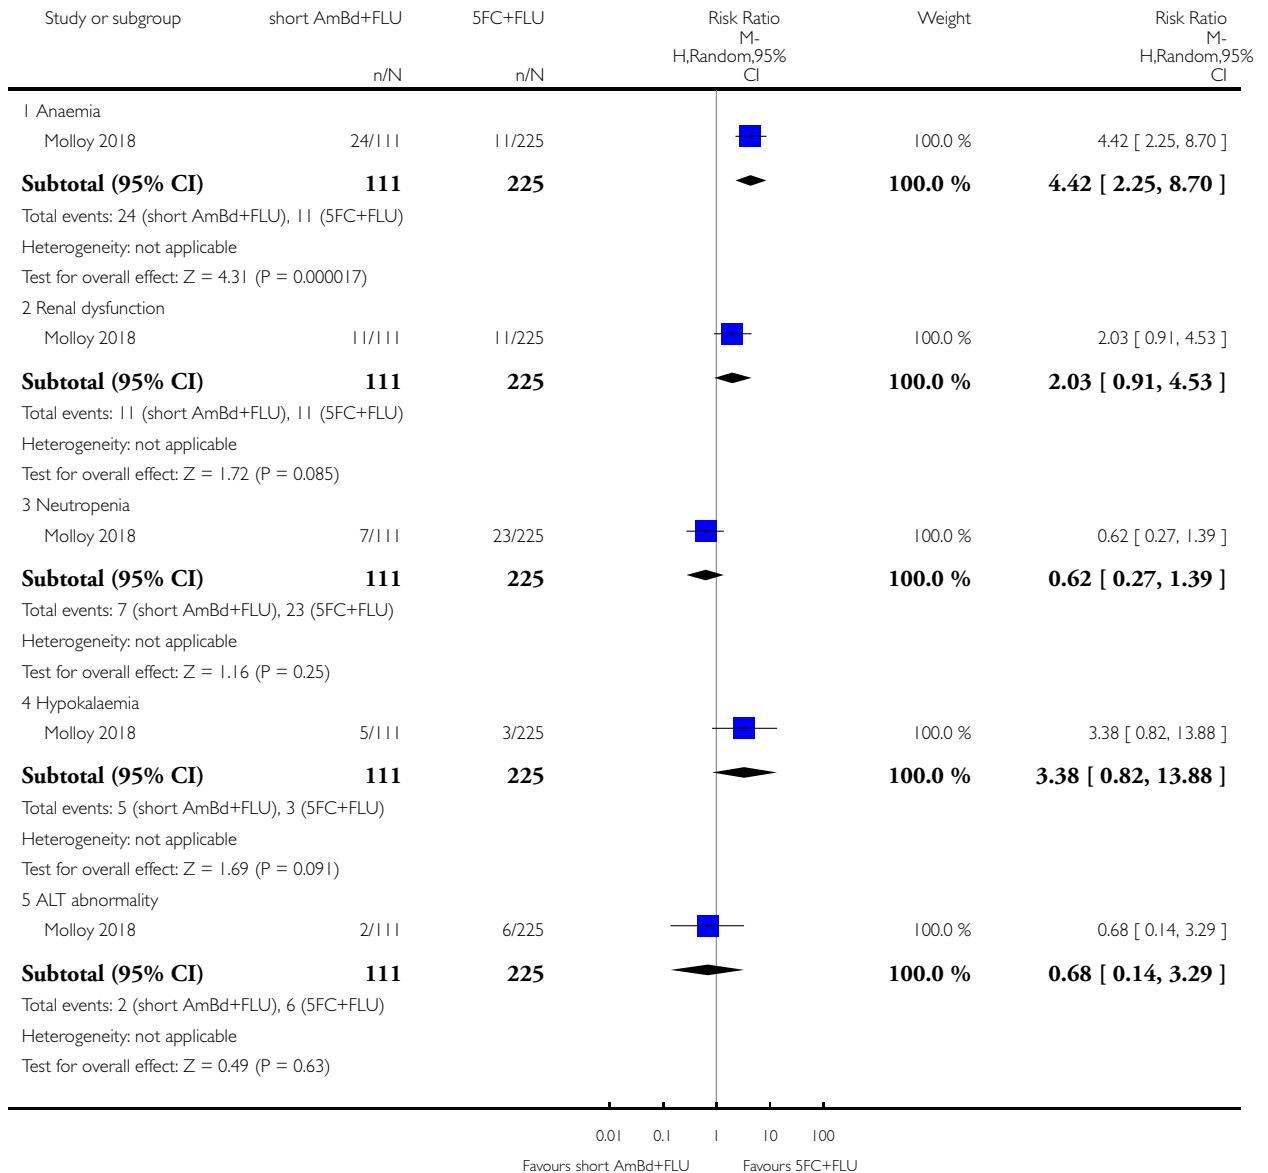 Study or subgroup short AmBd+FLU 5FC+FLU Risk Ratio Weight Risk Ratio
M- M-
H,Random,95% H,Random,95%
n/N n/N CI CI
1 Anaemia
Molloy 2018 24/111 11/225 100.0 % 4.42 [ 2.25, 8.70 ]
Subtotal (95% CI) 111 225 100.0 % 4.42 [ 2.25, 8.70 ]
Total events: 24 (short AmBd+FLU), 11 (5FC+FLU)
Heterogeneity: not applicable
Test for overall effect: Z = 4.31 (P = 0.000017)
2 Renal dysfunction
Molloy 2018 11/111 11/225 100.0 % 2.03 [ 0.91, 4.53 ]
Subtotal (95% CI) 111 225 100.0 % 2.03 [ 0.91, 4.53 ]
Total events: 11 (short AmBd+FLU), 11 (5FC+FLU)
Heterogeneity: not applicable
Test for overall effect: Z = 1.72 (P = 0.085)
3 Neutropenia
Molloy 2018 7/111 23/225 100.0 % 0.62 [ 0.27, 1.39 ]
Subtotal (95% CI) 111 225 100.0 % 0.62 [ 0.27, 1.39 ]
Total events: 7 (short AmBd+FLU), 23 (5FC+FLU)
Heterogeneity: not applicable
Test for overall effect: Z = 1.16 (P = 0.25)
4 Hypokalaemia
Molloy 2018 5/111 3/225 100.0 % 3.38 [ 0.82, 13.88 ]
Subtotal (95% CI) 111 225 100.0 % 3.38 [ 0.82, 13.88 ]
Total events: 5 (short AmBd+FLU), 3 (5FC+FLU)
Heterogeneity: not applicable
Test for overall effect: Z = 1.69 (P = 0.091)
5 ALT abnormality
Molloy 2018 2/111 6/225 100.0 % 0.68 [ 0.14, 3.29 ]
Subtotal (95% CI) 111 225 100.0 % 0.68 [ 0.14, 3.29 ]
Total events: 2 (short AmBd+FLU), 6 (5FC+FLU)
Heterogeneity: not applicable
Test for overall effect: Z = 0.49 (P = 0.63)
0.01 0.1 1 10 100
Favours short AmBd+FLU Favours 5FC+FLU